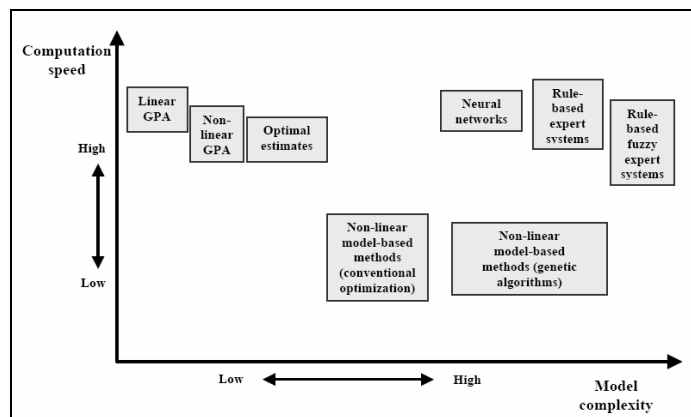 Computation
speed
Linear
GPA
Non-
linear
GPA
Optimal
estimates
Neural
networks
Rule-
based
expert
systems
Rule-
based
fuzzy
expert
systems
High
Low
Non-linear
model-based
methods
(conventional
optimization)
Non-linear
model-based
methods (genetic
algorithms)
Low
High
Model
complexity